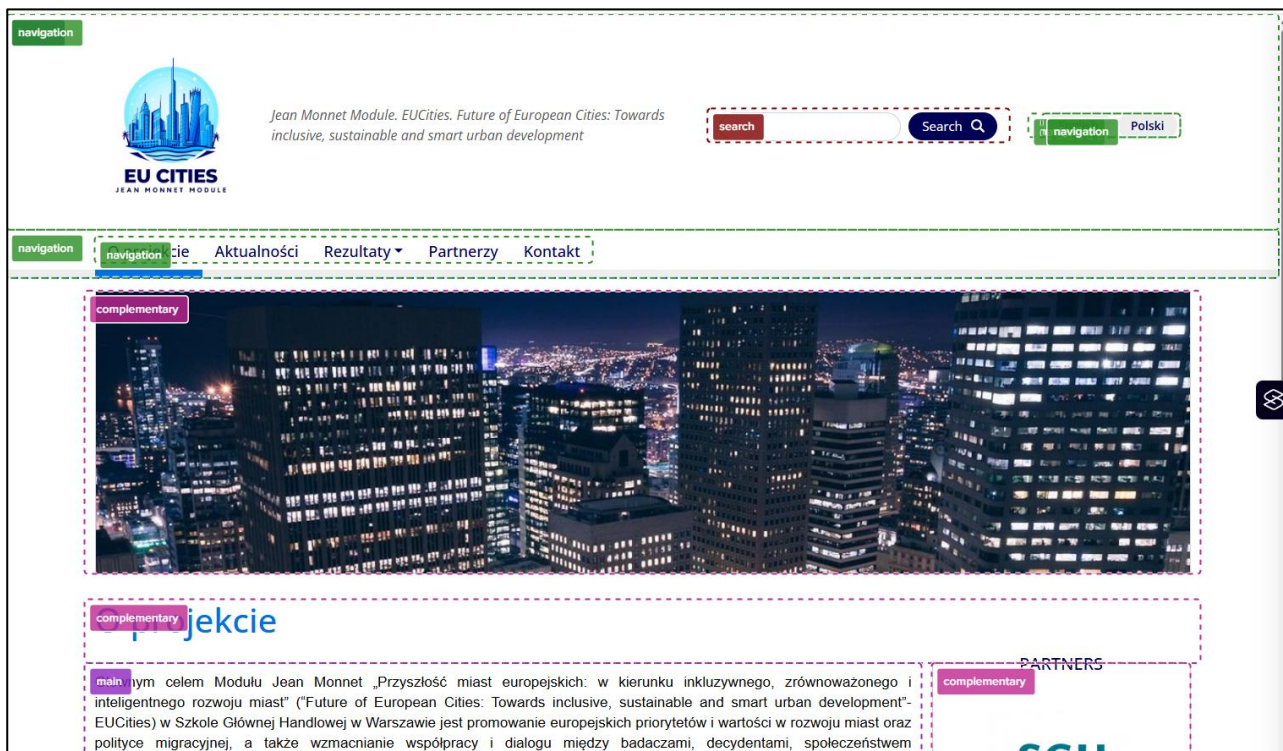 navigation
EU CITIES
JEAN MONNET MODULE
Jean Monnet Module. EUCities. Future of European Cities: Towards
inclusive, sustainable and smart urban development
search
Search
navigation
Polski
navigation
navigation
Aktualności
Rezultaty
Partnerzy
Kontakt
complementary
complementary
projekcie
PARTNERS
main
celem Modułu Jean Monnet „Przyszłość miast europejskich: w kierunku inkluzywnego, zrównoważonego i
complementary
inteligentnego rozwoju miast” (“Future of European Cities: Towards inclusive, sustainable and smart urban development”-
EUCities) w Szkole Głównej Handlowej w Warszawie jest promowanie europejskich priorytetów i wartości w rozwoju miast oraz
polityce migracyjnej, a także wzmacnianie współpracy i dialogu między badaczami, decydentami, społeczeństwem